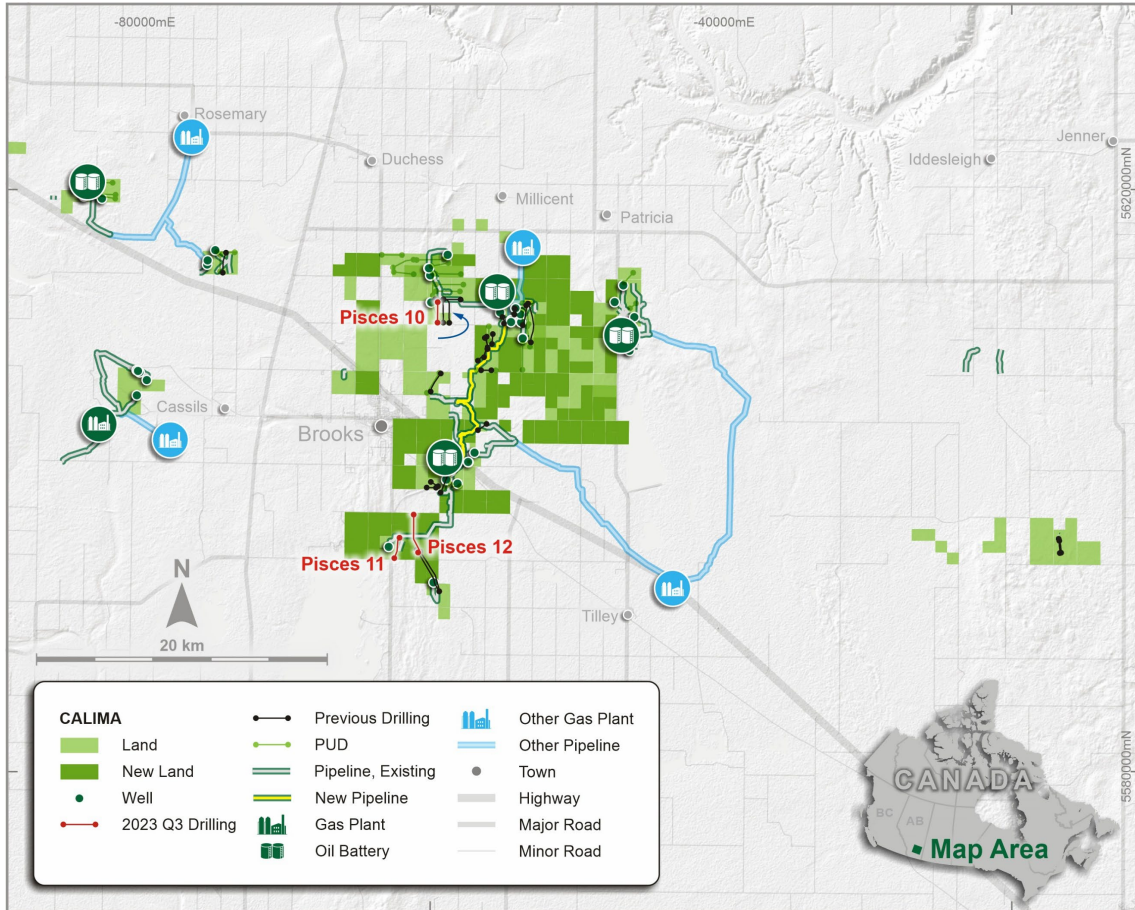 -80000mE
-40000mE
Rosemary
Duchess
Jenner
Iddesleigh
5620000mN
Millicent
Patricia
Pisces 10
Cassils
Brooks
Pisces 12
Pisces 11
N
Tilley
20 km
CALIMA
Land
New Land
Well
2023 Q3 Drilling
Previous Drilling
PUD
Pipeline, Existing
New Pipeline
Gas Plant
Oil Battery
Other Gas Plant
Other Pipeline
Town
Highway
Major Road
Minor Road
5580000mN
CANADA
BC
AB
Map Area